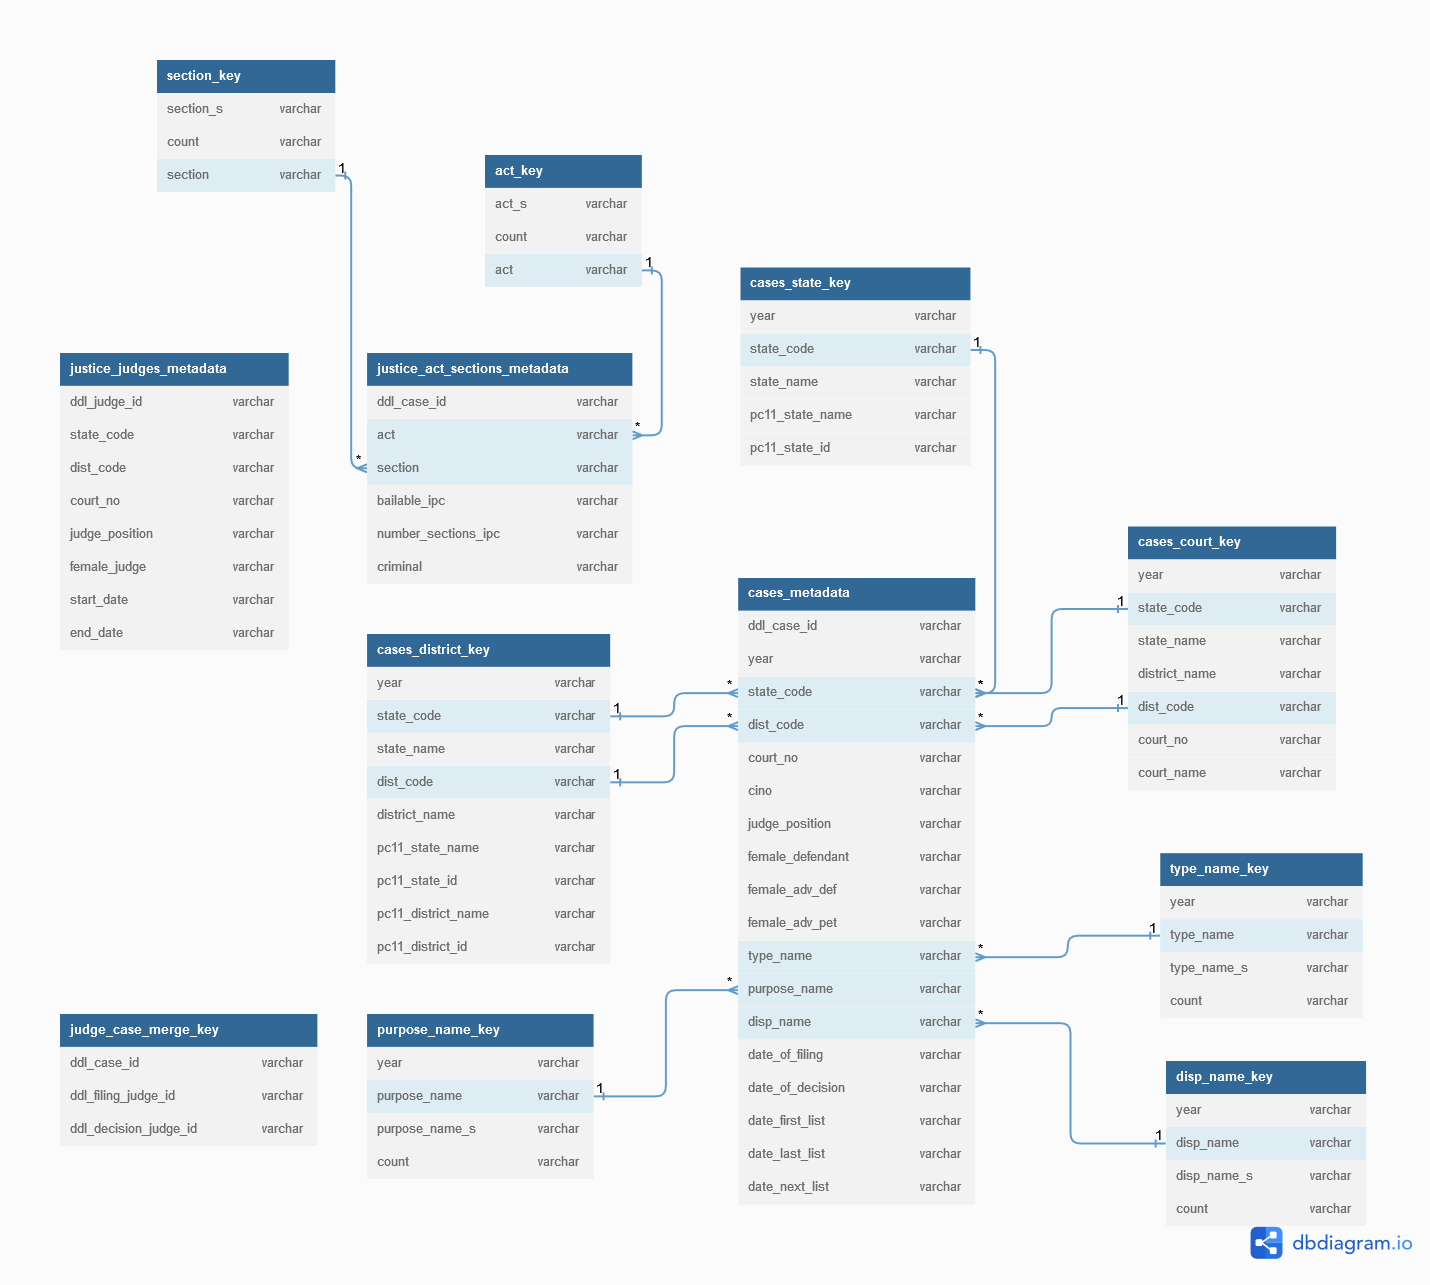 section_key
section_s varchar
count varchar
section varchar
1
*
act_key
act_s varchar
count varchar
act varchar
1
*
cases_state_key
year varchar
state_code varchar
state_name varchar
pc11_state_name varchar
pc11_state_id varchar
1
justice_judges_metadata
ddl_judge_id varchar
state_code varchar
dist_code varchar
court_no varchar
judge_position varchar
female_judge varchar
start_date varchar
end_date varchar
justice_act_sections_metadata
ddl_case_id varchar
act varchar
section varchar
bailable_ipc varchar
number_sections_ipc varchar
criminal varchar
cases_court_key
year varchar
state_code varchar
state_name varchar
district_name varchar
dist_code varchar
court_no varchar
court_name varchar
1
1
cases_metadata
ddl_case_id varchar
year varchar
state_code varchar
dist_code varchar
court_no varchar
cino varchar
judge_position varchar
female_defendant varchar
female_adv_def varchar
female_adv_pet varchar
type_name varchar
purpose_name varchar
disp_name varchar
date_of_filing varchar
date_of_decision varchar
date_first_list varchar
date_last_list varchar
date_next_list varchar
*
*
*
*
*
*
*
cases_district_key
year varchar
state_code varchar
state_name varchar
dist_code varchar
district_name varchar
pc11_state_name varchar
pc11_state_id varchar
pc11_district_name varchar
pc11_district_id varchar
1
1
type_name_key
year varchar
type_name varchar
type_name_s varchar
count varchar
1
judge_case_merge_key
ddl_case_id varchar
ddl_filing_judge_id varchar
ddl_decision_judge_id varchar
purpose_name_key
year varchar
purpose_name varchar
purpose_name_s varchar
count varchar
1
disp_name_key
year varchar
disp_name varchar
disp_name_s varchar
count varchar
1
dbdiagram.io